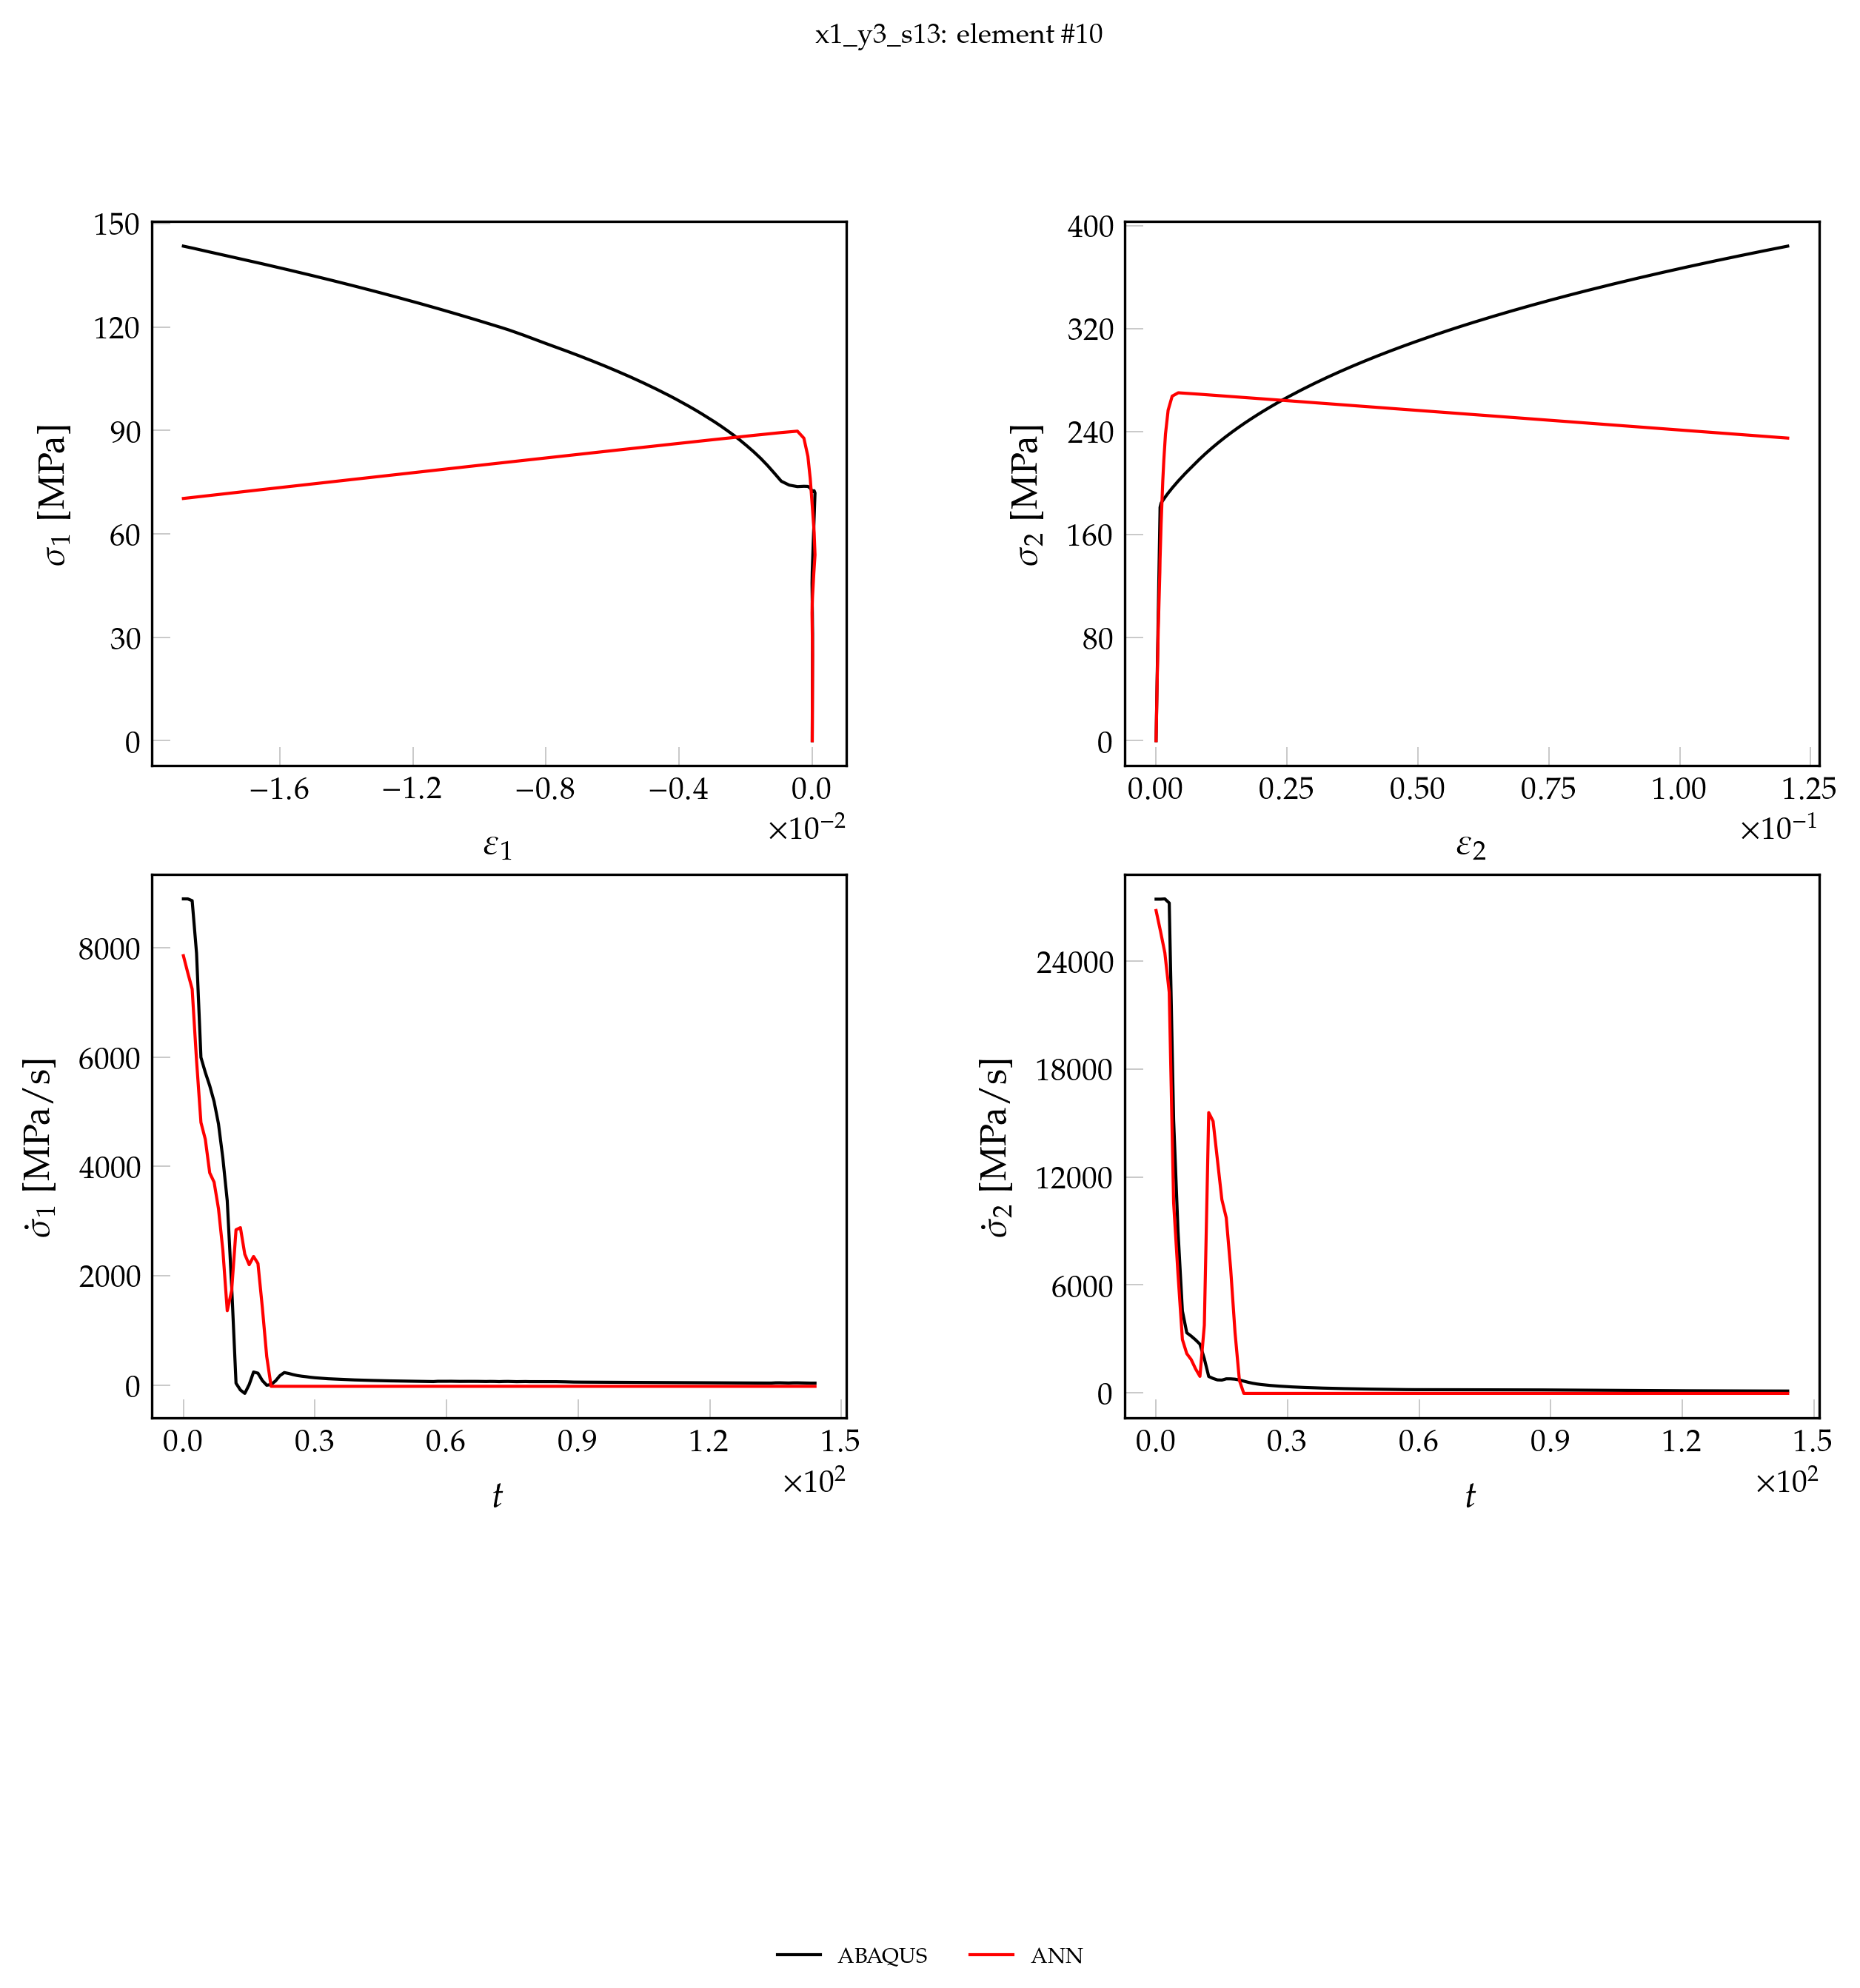 x1_y3_s13: element #10
150
120
90
60
30
0
σ₁ [MPa]
−1.6 −1.2 −0.8 −0.4 0.0
×10⁻²
ε₁
400
320
240
160
80
0
σ₂ [MPa]
0.00 0.25 0.50 0.75 1.00 1.25
×10⁻¹
ε₂
8000
6000
4000
2000
0
σ̇₁ [MPa/s]
0.0 0.3 0.6 0.9 1.2 1.5
×10²
t
24000
18000
12000
6000
0
σ̇₂ [MPa/s]
0.0 0.3 0.6 0.9 1.2 1.5
×10²
t
ABAQUS ANN